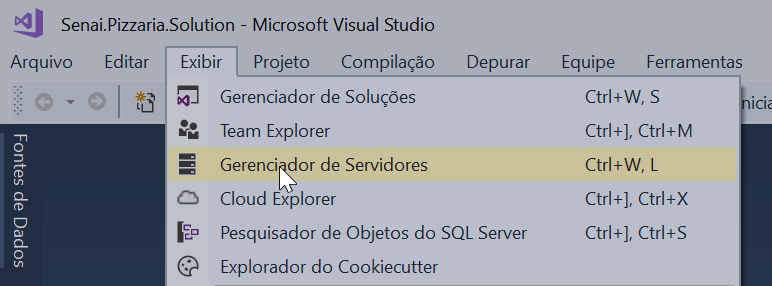 Senai.Pizzaria.Solution - Microsoft Visual Studio
Arquivo Editar Exibir Projeto Compilação Depurar Equipe Ferramentas
Gerenciador de Soluções Ctrl+W, S
Team Explorer Ctrl+], Ctrl+M
Gerenciador de Servidores Ctrl+W, L
Cloud Explorer Ctrl+], Ctrl+X
Pesquisador de Objetos do SQL Server Ctrl+], Ctrl+S
Explorador do Cookiecutter
Fontes de Dados